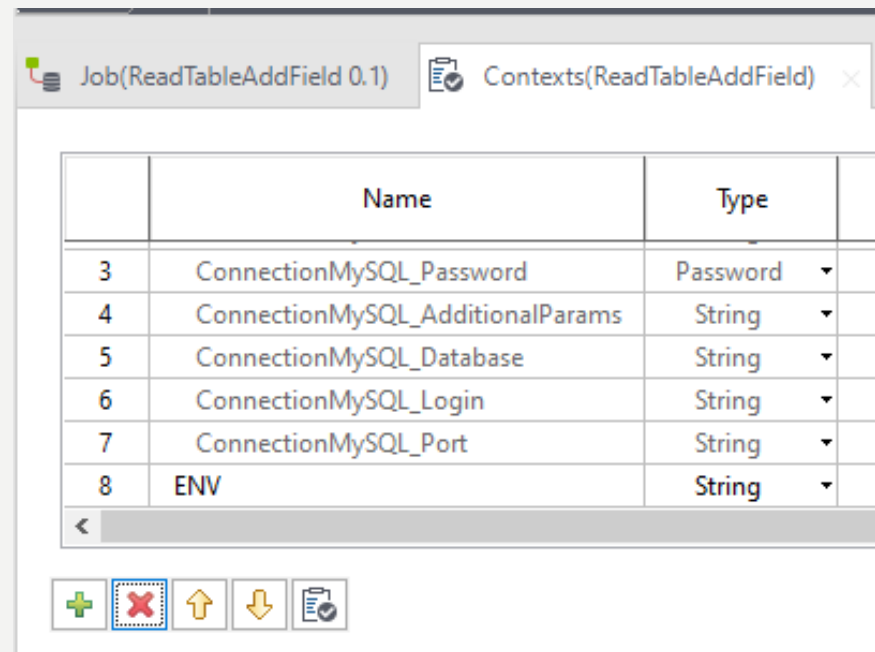 Job(ReadTableAddField 0.1) Contexts(ReadTableAddField)
Name Type
3 ConnectionMySQL_Password Password
4 ConnectionMySQL_AdditionalParams String
5 ConnectionMySQL_Database String
6 ConnectionMySQL_Login String
7 ConnectionMySQL_Port String
8 ENV String